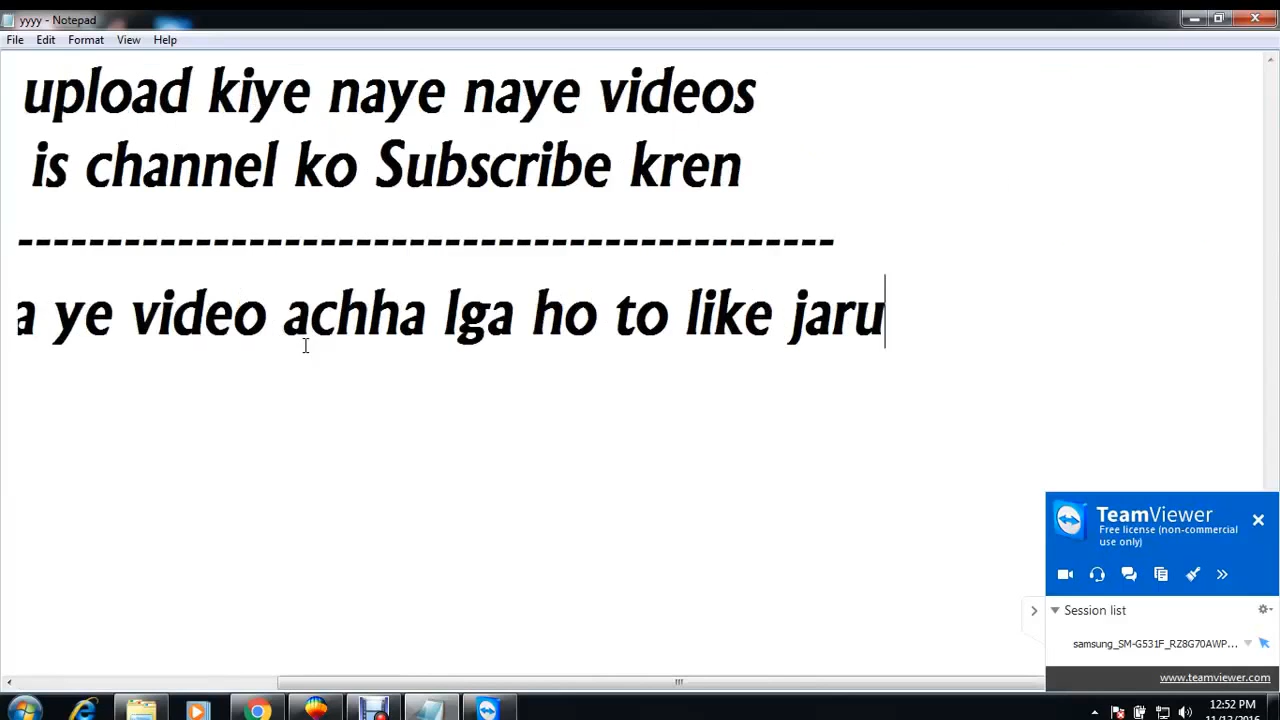 yyyy - Notepad
File Edit Format View Help
upload kiye naye naye videos
is channel ko Subscribe kren
-----------------------------------------------
a ye video achha lga ho to like jaru
TeamViewer
Free license (non-commercial
use only)
Session list
samsung_SM-G531F_RZ8G70AWP...
www.teamviewer.com
12:52 PM